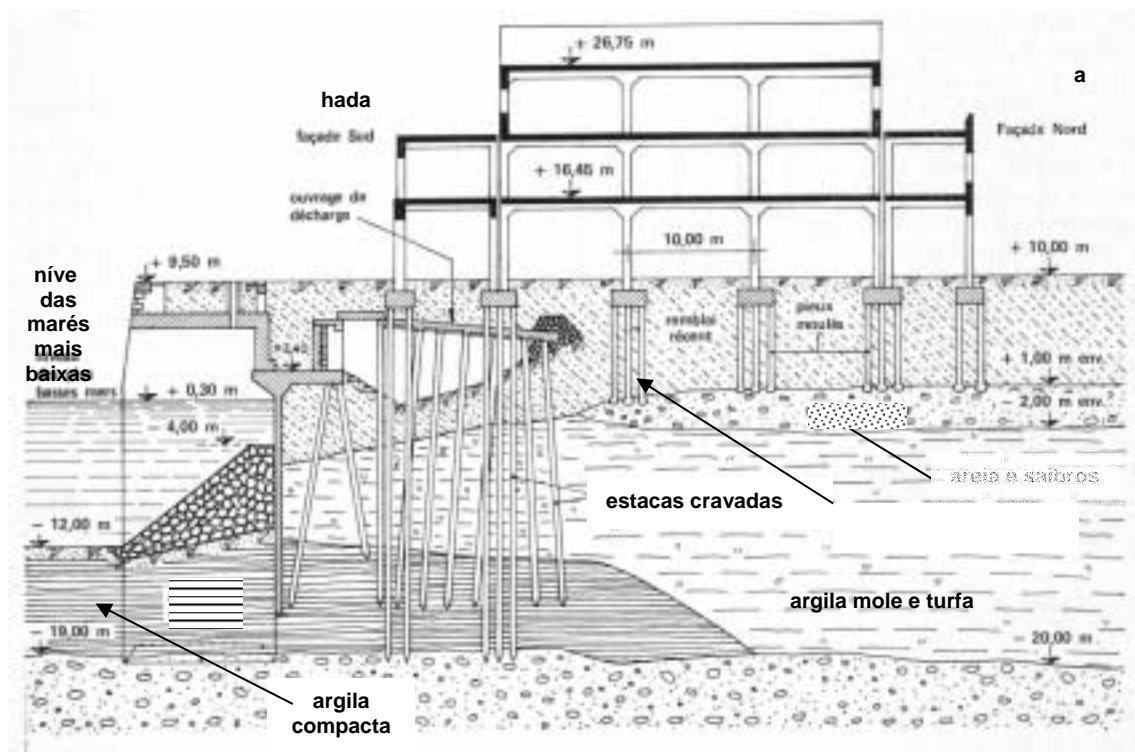 + 26,75 m
a
hada
façade Sud
Façade Nord
+ 16,45 m
ouvrage de
décharge
10,00 m
+ 10,00 m
+ 9,50 m
níve
das
marés
mais
baixas
basses mers
remblai
récent
pieux
moulés
+ 1,00 m env.
+ 0,30 m
- 2,00 m env.
- 4,00 m
areia e saibros
estacas cravadas
- 12,00 m
argila mole e turfa
- 19,00 m
- 20,00 m
argila
compacta